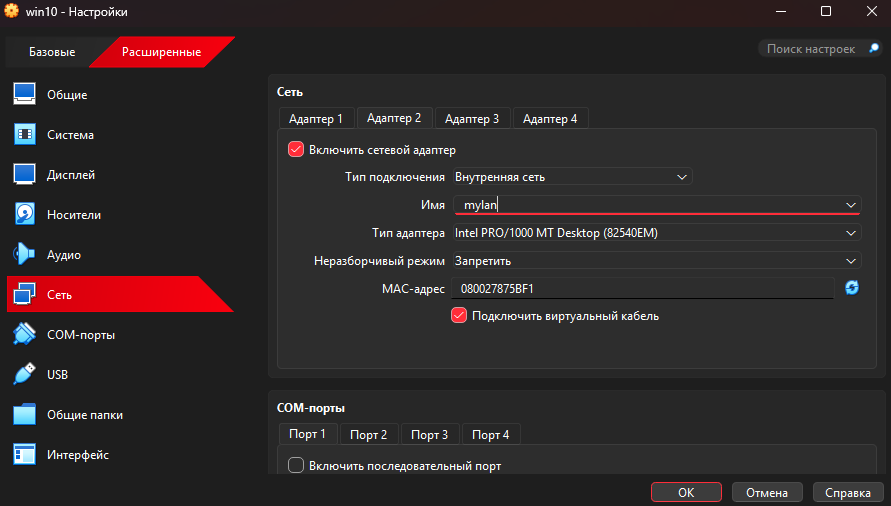 win10 - Настройки
Базовые Расширенные Поиск настроек
Общие
Система
Дисплей
Носители
Аудио
Сеть
COM-порты
USB
Общие папки
Интерфейс
Сеть
Адаптер 1 Адаптер 2 Адаптер 3 Адаптер 4
Включить сетевой адаптер
Тип подключения Внутренняя сеть
Имя mylan
Тип адаптера Intel PRO/1000 MT Desktop (82540EM)
Неразборчивый режим Запретить
MAC-адрес 080027875BF1
Подключить виртуальный кабель
COM-порты
Порт 1 Порт 2 Порт 3 Порт 4
Включить последовательный порт
OK Отмена Справка